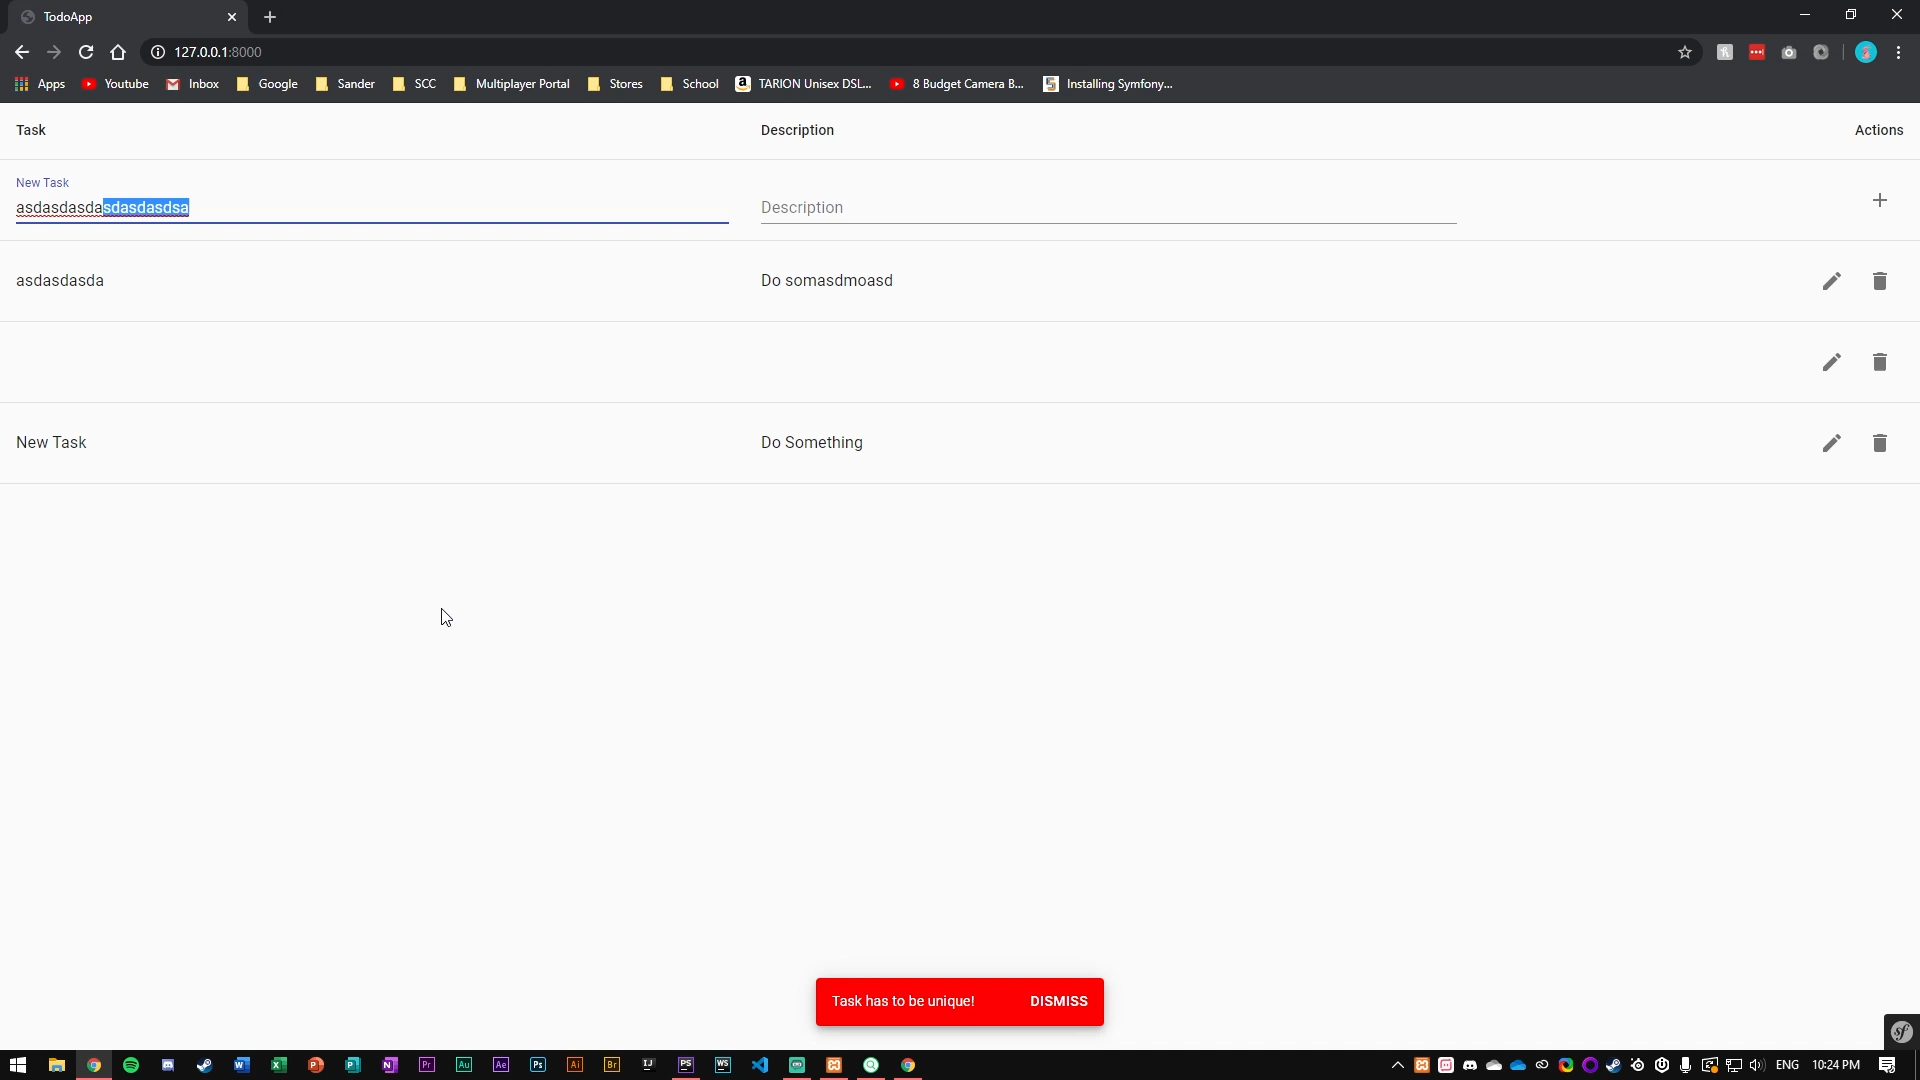 TodoApp
127.0.0.1:8000
Apps Youtube Inbox Google Sander SCC Multiplayer Portal Stores School TARION Unisex DSL... 8 Budget Camera B... Installing Symfony...
Task Description Actions
New Task
asdasdasdasdasdasdsa Description
asdasdasda Do somasdmoasd
New Task Do Something
Task has to be unique! DISMISS
ENG 10:24 PM